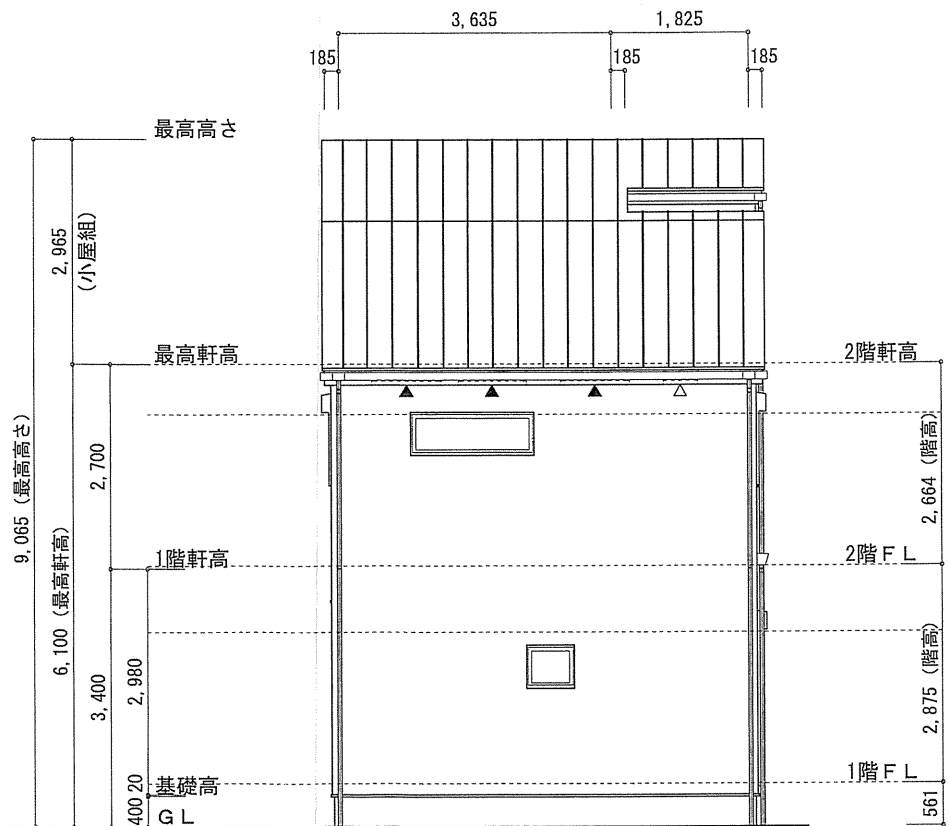 3,635
1,825
185
185
185
最高高さ
2,965
(小屋組)
最高軒高
2階軒高
9,065 (最高高さ)
6,100 (最高軒高)
2,700
2,664 (階高)
1階軒高
2階FL
3,400
2,980
2,875 (階高)
1階FL
基礎高
20
400
GL
561